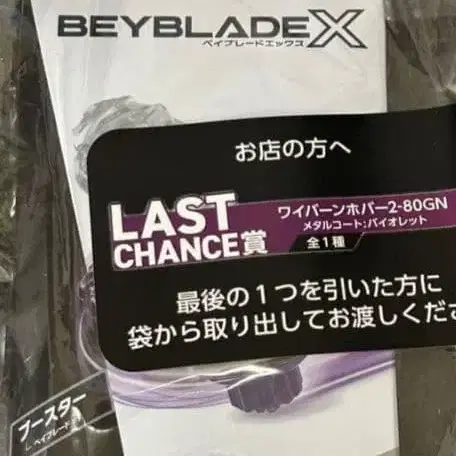 BEYBLADE X
ベイブレードエックス
お店の方へ
LAST
CHANCE賞
ワイバーンホバー2-80GN
メタルコート:バイオレット
全1種
最後の1つを引いた方に
袋から取り出してお渡しくださ
ブースター